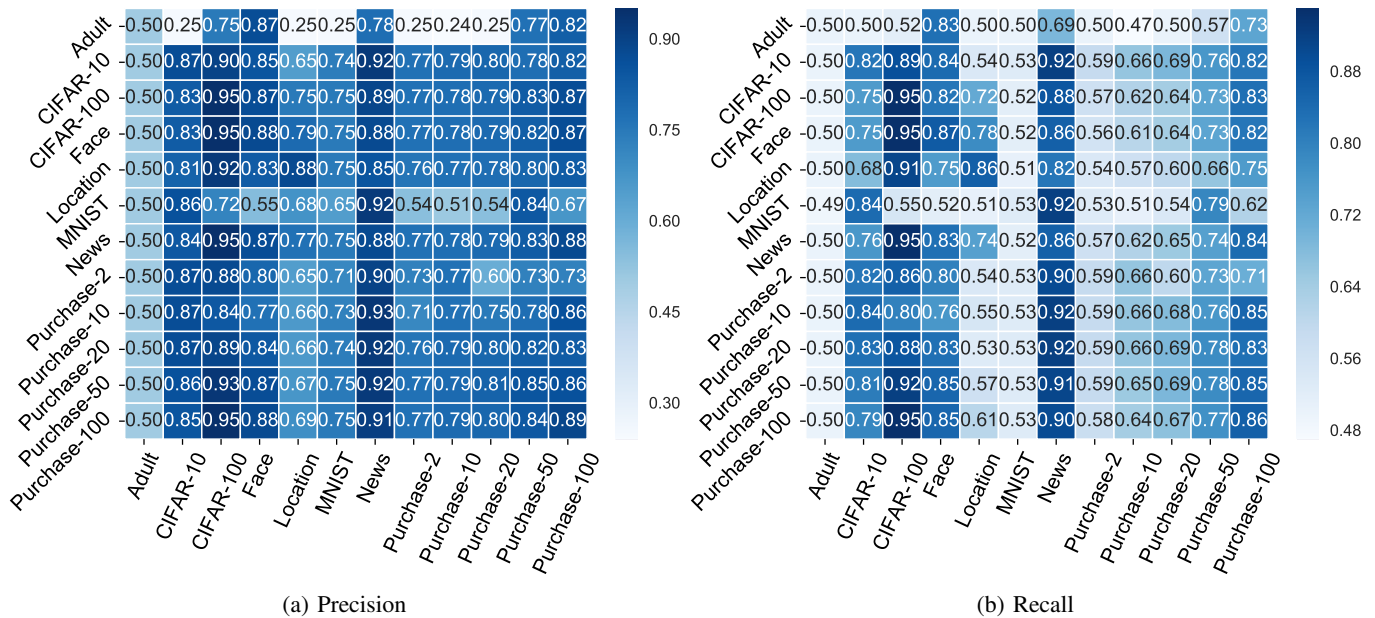 Adult -0.50 0.25 0.75 0.87 0.25 0.25 0.78 0.25 0.24 0.25 0.77 0.82
CIFAR-10 -0.50 0.87 0.90 0.85 0.65 0.74 0.92 0.77 0.79 0.80 0.78 0.82
CIFAR-100 -0.50 0.83 0.95 0.87 0.75 0.75 0.89 0.77 0.78 0.79 0.83 0.87
Face -0.50 0.83 0.95 0.88 0.79 0.75 0.88 0.77 0.78 0.79 0.82 0.87
Location -0.50 0.81 0.92 0.83 0.88 0.74 0.85 0.76 0.77 0.78 0.80 0.83
MNIST -0.50 0.86 0.72 0.55 0.68 0.65 0.92 0.54 0.51 0.54 0.84 0.67
News -0.50 0.84 0.95 0.87 0.77 0.75 0.88 0.77 0.78 0.79 0.83 0.88
Purchase-2 -0.50 0.87 0.88 0.80 0.65 0.71 0.90 0.73 0.77 0.60 0.73 0.73
Purchase-10 -0.50 0.87 0.84 0.77 0.66 0.73 0.93 0.71 0.77 0.75 0.78 0.86
Purchase-20 -0.50 0.87 0.89 0.84 0.66 0.74 0.92 0.76 0.79 0.80 0.82 0.83
Purchase-50 -0.50 0.86 0.93 0.87 0.67 0.75 0.92 0.77 0.79 0.81 0.85 0.86
Purchase-100 -0.50 0.85 0.95 0.88 0.69 0.75 0.91 0.77 0.79 0.80 0.84 0.89
Adult CIFAR-10 CIFAR-100 Face Location MNIST News Purchase-2 Purchase-10 Purchase-20 Purchase-50 Purchase-100
0.90
0.75
0.60
0.45
0.30
(a) Precision
Adult -0.50 0.50 0.52 0.83 0.50 0.50 0.69 0.50 0.47 0.50 0.57 0.73
CIFAR-10 -0.50 0.82 0.89 0.84 0.54 0.53 0.92 0.59 0.66 0.69 0.76 0.82
CIFAR-100 -0.50 0.75 0.95 0.82 0.72 0.52 0.88 0.57 0.62 0.64 0.73 0.83
Face -0.50 0.75 0.95 0.87 0.78 0.52 0.86 0.56 0.61 0.64 0.73 0.82
Location -0.50 0.68 0.91 0.75 0.86 0.51 0.82 0.54 0.57 0.60 0.66 0.75
MNIST -0.49 0.84 0.55 0.52 0.51 0.53 0.92 0.53 0.51 0.54 0.79 0.62
News -0.50 0.76 0.95 0.83 0.74 0.52 0.86 0.57 0.62 0.65 0.74 0.84
Purchase-2 -0.50 0.82 0.86 0.80 0.54 0.53 0.90 0.59 0.66 0.60 0.73 0.71
Purchase-10 -0.50 0.84 0.80 0.76 0.55 0.53 0.92 0.59 0.66 0.68 0.76 0.85
Purchase-20 -0.50 0.83 0.88 0.83 0.53 0.53 0.92 0.59 0.66 0.69 0.78 0.83
Purchase-50 -0.50 0.81 0.92 0.85 0.57 0.53 0.91 0.59 0.65 0.69 0.78 0.85
Purchase-100 -0.50 0.79 0.95 0.85 0.61 0.53 0.90 0.58 0.64 0.67 0.77 0.86
Adult CIFAR-10 CIFAR-100 Face Location MNIST News Purchase-2 Purchase-10 Purchase-20 Purchase-50 Purchase-100
0.88
0.80
0.72
0.64
0.56
0.48
(b) Recall